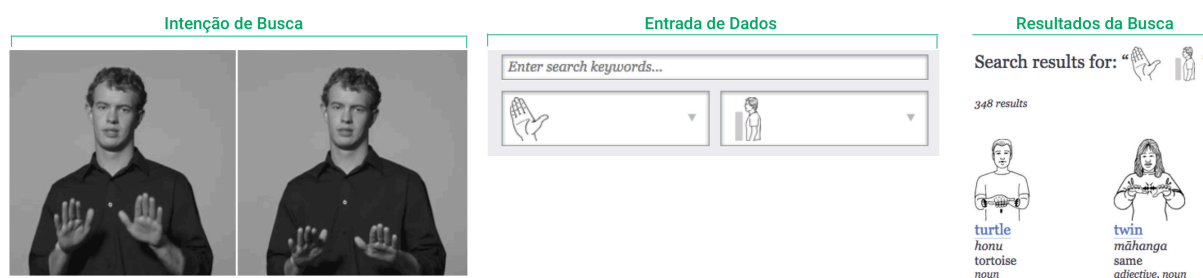 Intenção de Busca
Entrada de Dados
Resultados da Busca
Enter search keywords...
Search results for: “
348 results
turtle
honu
tortoise
noun
twin
māhanga
same
adjective, noun